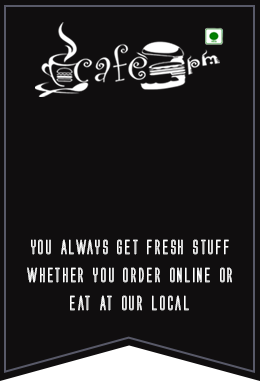 cafe pm
YOU ALWAYS GET FRESH STUFF
WHETHER YOU ORDER ONLINE OR
EAT AT OUR LOCAL